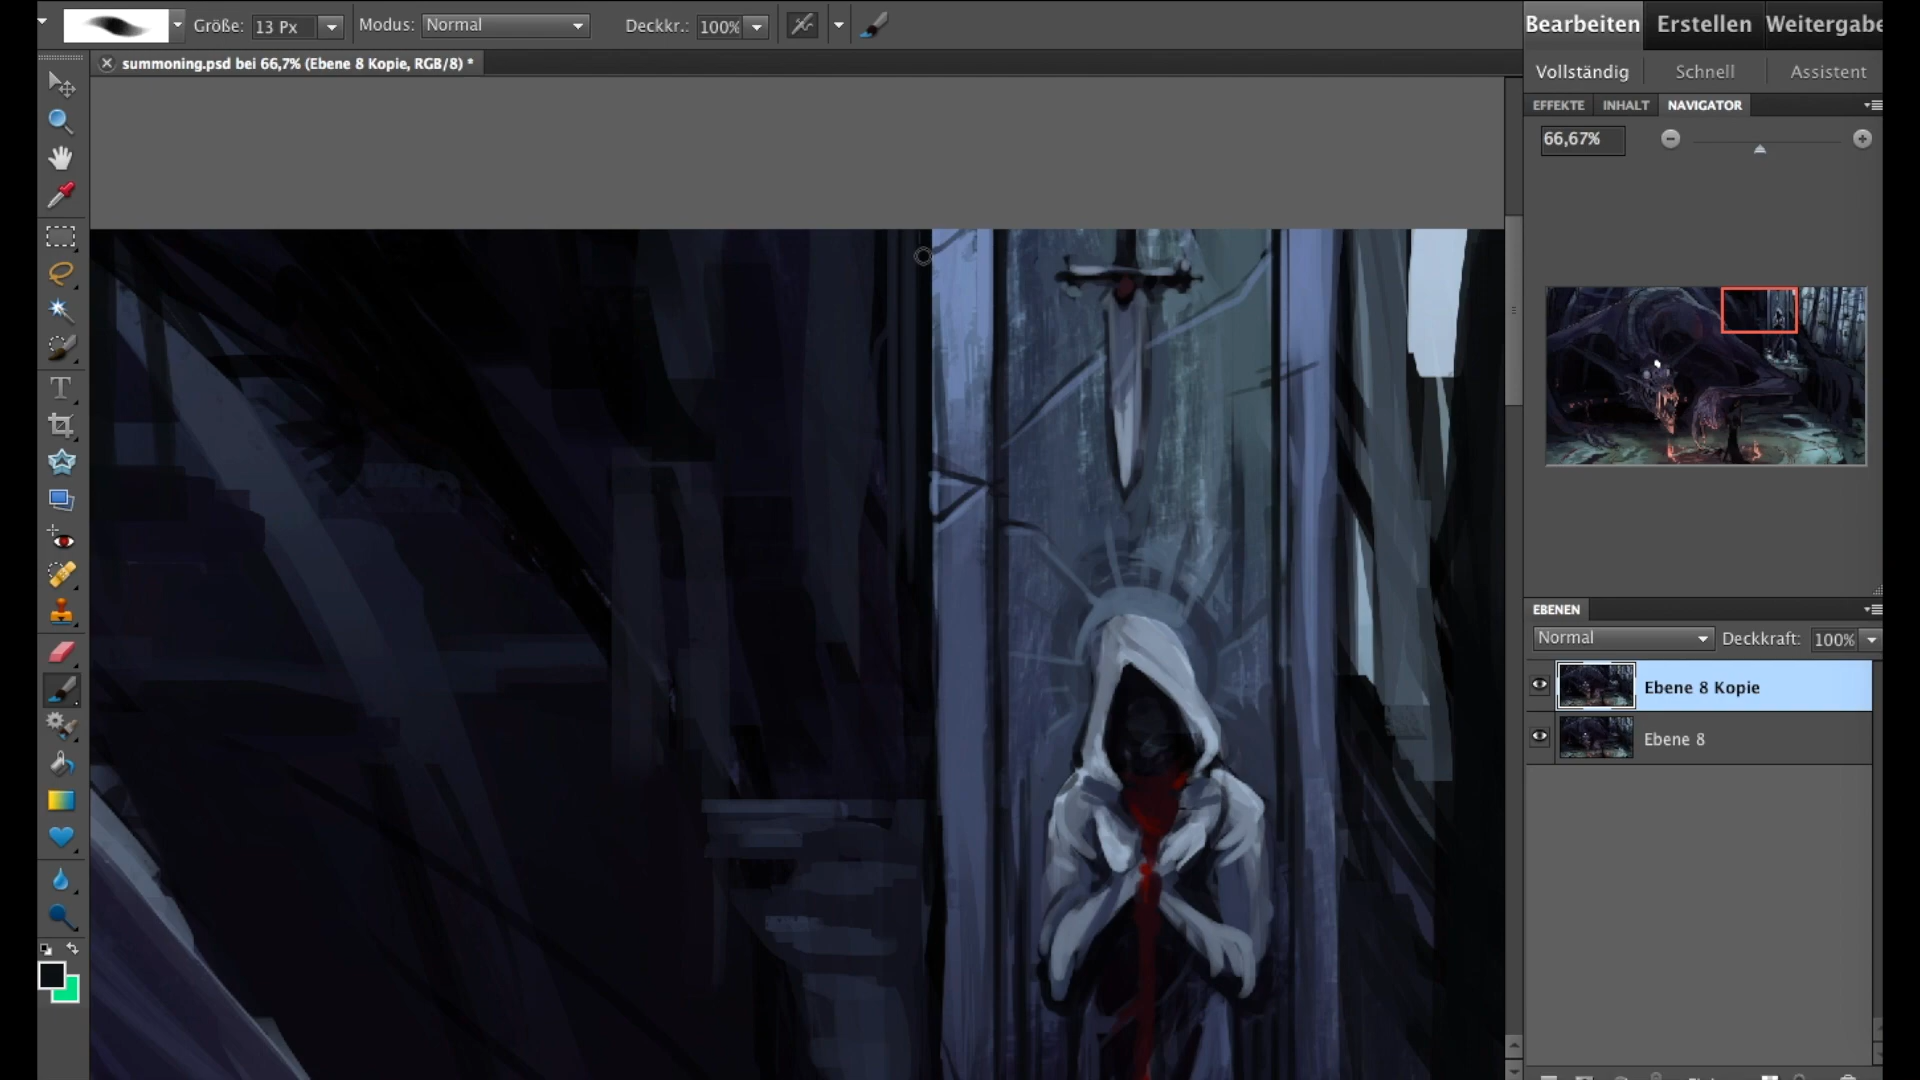 Größe: 13 Px Modus: Normal Deckkr.: 100%
Bearbeiten Erstellen Weitergabe
summoning.psd bei 66,7% (Ebene 8 Kopie, RGB/8) *
Vollständig Schnell Assistent
EFFEKTE INHALT NAVIGATOR
66,67%
EBENEN
Normal Deckkraft: 100%
Ebene 8 Kopie
Ebene 8